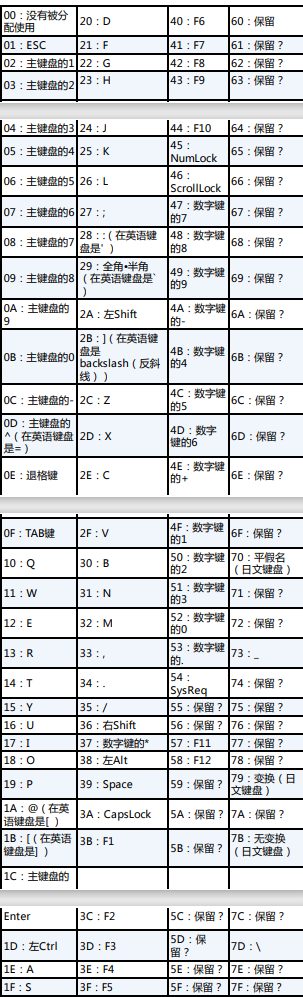 00：没有被分配使用	20：D	40：F6	60：保留
01：ESC	21：F	41：F7	61：保留？
02：主键盘的1	22：G	42：F8	62：保留？
03：主键盘的2	23：H	43：F9	63：保留？
04：主键盘的3	24：J	44：F10	64：保留？
05：主键盘的4	25：K	45：NumLock	65：保留？
06：主键盘的5	26：L	46：ScrollLock	66：保留？
07：主键盘的6	27：;	47：数字键的7	67：保留？
08：主键盘的7	28：:（在英语键盘是'）	48：数字键的8	68：保留？
09：主键盘的8	29：全角•半角（在英语键盘是`）	49：数字键的9	69：保留？
0A：主键盘的9	2A：左Shift	4A：数字键的-	6A：保留？
0B：主键盘的0	2B：]（在英语键盘是backslash（反斜线））	4B：数字键的4	6B：保留？
0C：主键盘的-	2C：Z	4C：数字键的5	6C：保留？
0D：主键盘的^（在英语键盘是=）	2D：X	4D：数字键的6	6D：保留？
0E：退格键	2E：C	4E：数字键的+	6E：保留？
0F：TAB键	2F：V	4F：数字键的1	6F：保留？
10：Q	30：B	50：数字键的2	70：平假名（日文键盘）
11：W	31：N	51：数字键的3	71：保留？
12：E	32：M	52：数字键的0	72：保留？
13：R	33：,	53：数字键的.	73：_
14：T	34：.	54：SysReq	74：保留？
15：Y	35：/	55：保留？	75：保留？
16：U	36：右Shift	56：保留？	76：保留？
17：I	37：数字键的*	57：F11	77：保留？
18：O	38：左Alt	58：F12	78：保留？
19：P	39：Space	59：保留？	79：变换（日文键盘）
1A：@（在英语键盘是[ ）	3A：CapsLock	5A：保留？	7A：保留？
1B：[（在英语键盘是] ）	3B：F1	5B：保留？	7B：无变换（日文键盘）
1C：主键盘的
Enter	3C：F2	5C：保留？	7C：保留？
1D：左Ctrl	3D：F3	5D：保留？	7D：\
1E：A	3E：F4	5E：保留？	7E：保留？
1F：S	3F：F5	5F：保留？	7F：保留？